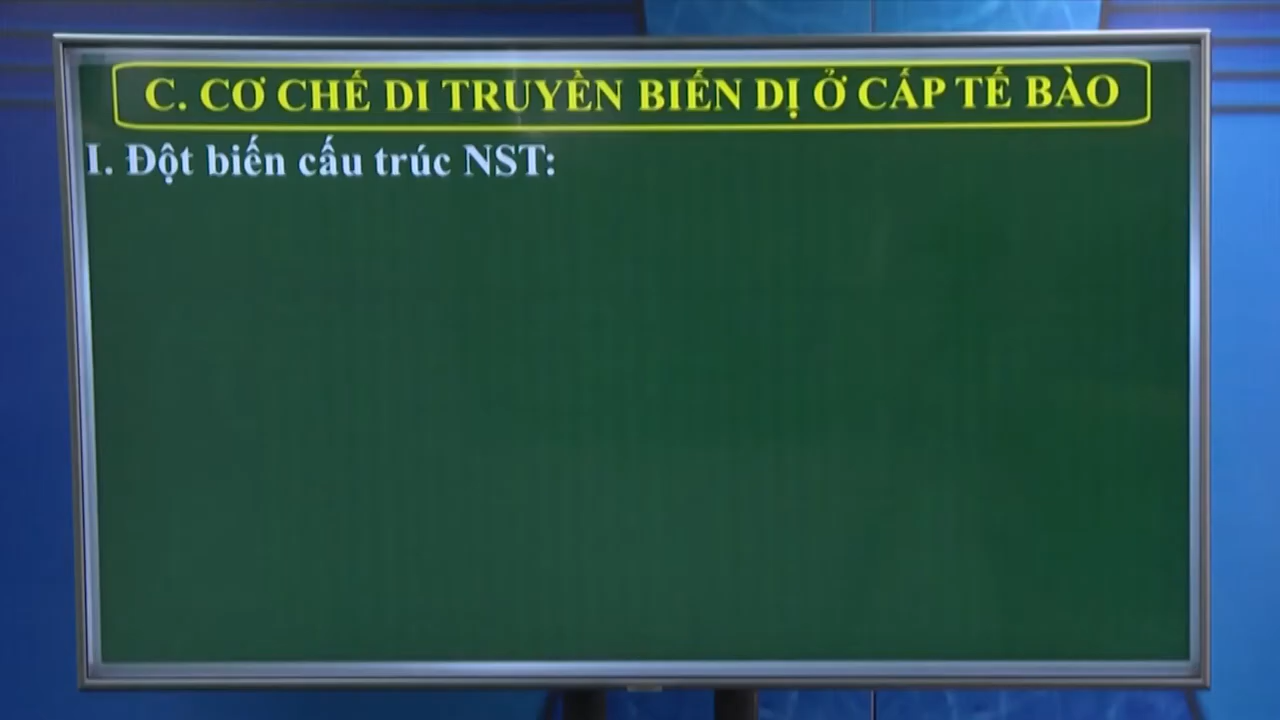 C. CƠ CHẾ DI TRUYỀN BIẾN DỊ Ở CẤP TẾ BÀO
I. Đột biến cấu trúc NST: